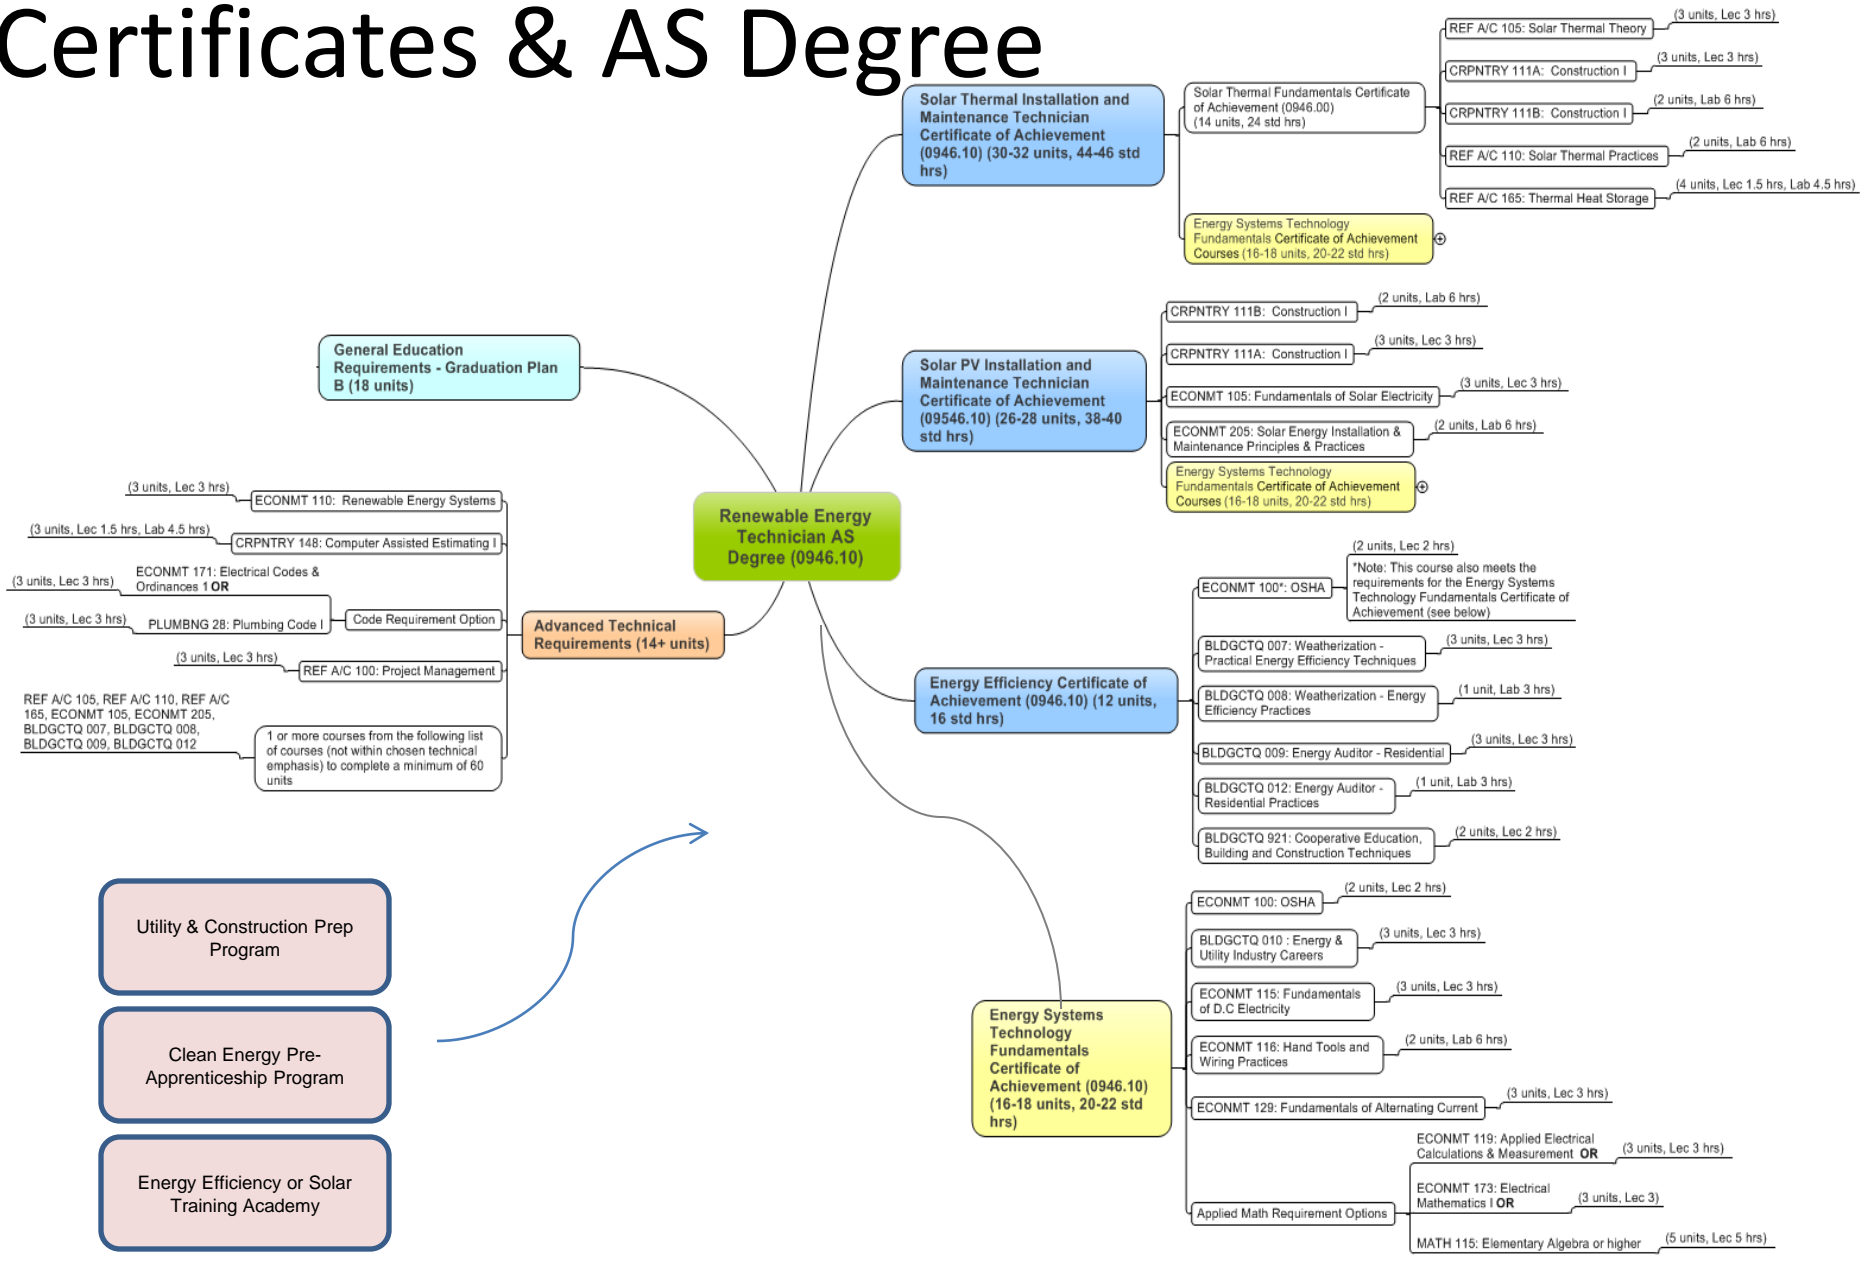 Certificates & AS Degree
Solar Thermal Installation and
Maintenance Technician
Certificate of Achievement
(0946.10) (30-32 units, 44-46 std
hrs)
Solar Thermal Fundamentals Certificate
of Achievement (0946.00)
(14 units, 24 std hrs)
REF A/C 105: Solar Thermal Theory
(3 units, Lec 3 hrs)
CRPNTRY 111A:  Construction I
(3 units, Lec 3 hrs)
CRPNTRY 111B:  Construction I
(2 units, Lab 6 hrs)
REF A/C 110: Solar Thermal Practices
(2 units, Lab 6 hrs)
REF A/C 165: Thermal Heat Storage
(4 units, Lec 1.5 hrs, Lab 4.5 hrs)
Energy Systems Technology
Fundamentals Certificate of Achievement
Courses (16-18 units, 20-22 std hrs)
General Education
Requirements - Graduation Plan
B (18 units)
Solar PV Installation and
Maintenance Technician
Certificate of Achievement
(09546.10) (26-28 units, 38-40
std hrs)
CRPNTRY 111B:  Construction I
(2 units, Lab 6 hrs)
CRPNTRY 111A:  Construction I
(3 units, Lec 3 hrs)
ECONMT 105: Fundamentals of Solar Electricity
(3 units, Lec 3 hrs)
ECONMT 205: Solar Energy Installation &
Maintenance Principles & Practices
(2 units, Lab 6 hrs)
Energy Systems Technology
Fundamentals Certificate of Achievement
Courses (16-18 units, 20-22 std hrs)
Renewable Energy
Technician AS
Degree (0946.10)
(3 units, Lec 3 hrs)
ECONMT 110:  Renewable Energy Systems
(3 units, Lec 1.5 hrs, Lab 4.5 hrs)
CRPNTRY 148: Computer Assisted Estimating I
(3 units, Lec 3 hrs)
ECONMT 171: Electrical Codes &
Ordinances 1 OR
(3 units, Lec 3 hrs)
PLUMBNG 28: Plumbing Code I
Code Requirement Option
(3 units, Lec 3 hrs)
REF A/C 100: Project Management
REF A/C 105, REF A/C 110, REF A/C
165, ECONMT 105, ECONMT 205,
BLDGCTQ 007, BLDGCTQ 008,
BLDGCTQ 009, BLDGCTQ 012
1 or more courses from the following list
of courses (not within chosen technical
emphasis) to complete a minimum of 60
units
Advanced Technical
Requirements (14+ units)
Energy Efficiency Certificate of
Achievement (0946.10) (12 units,
16 std hrs)
ECONMT 100*: OSHA
(2 units, Lec 2 hrs)
*Note: This course also meets the
requirements for the Energy Systems
Technology Fundamentals Certificate of
Achievement (see below)
BLDGCTQ 007: Weatherization -
Practical Energy Efficiency Techniques
(3 units, Lec 3 hrs)
BLDGCTQ 008: Weatherization - Energy
Efficiency Practices
(1 unit, Lab 3 hrs)
BLDGCTQ 009: Energy Auditor - Residential
(3 units, Lec 3 hrs)
BLDGCTQ 012: Energy Auditor -
Residential Practices
(1 unit, Lab 3 hrs)
BLDGCTQ 921: Cooperative Education,
Building and Construction Techniques
(2 units, Lec 2 hrs)
Utility & Construction Prep
Program
Clean Energy Pre-
Apprenticeship Program
Energy Efficiency or Solar
Training Academy
Energy Systems
Technology
Fundamentals
Certificate of
Achievement (0946.10)
(16-18 units, 20-22 std
hrs)
ECONMT 100: OSHA
(2 units, Lec 2 hrs)
BLDGCTQ 010 : Energy &
Utility Industry Careers
(3 units, Lec 3 hrs)
ECONMT 115: Fundamentals
of D.C Electricity
(3 units, Lec 3 hrs)
ECONMT 116: Hand Tools and
Wiring Practices
(2 units, Lab 6 hrs)
ECONMT 129: Fundamentals of Alternating Current
(3 units, Lec 3 hrs)
Applied Math Requirement Options
ECONMT 119: Applied Electrical
Calculations & Measurement  OR
(3 units, Lec 3 hrs)
ECONMT 173: Electrical
Mathematics I OR
(3 units, Lec 3)
MATH 115: Elementary Algebra or higher
(5 units, Lec 5 hrs)